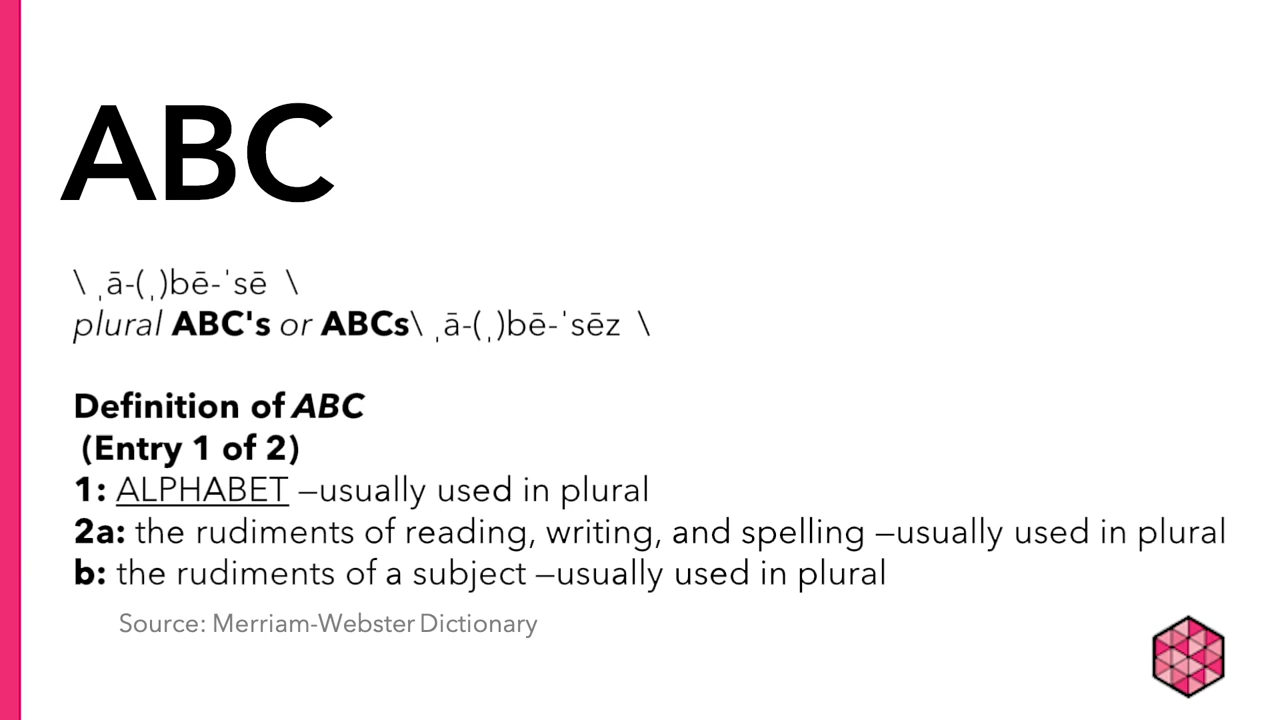 ABC
\ ˌā-(ˌ)bē-ˈsē \
plural ABC's or ABCs\ ˌā-(ˌ)bē-ˈsēz \
Definition of ABC
(Entry 1 of 2)
1: ALPHABET —usually used in plural
2a: the rudiments of reading, writing, and spelling —usually used in plural
b: the rudiments of a subject —usually used in plural
Source: Merriam-Webster Dictionary